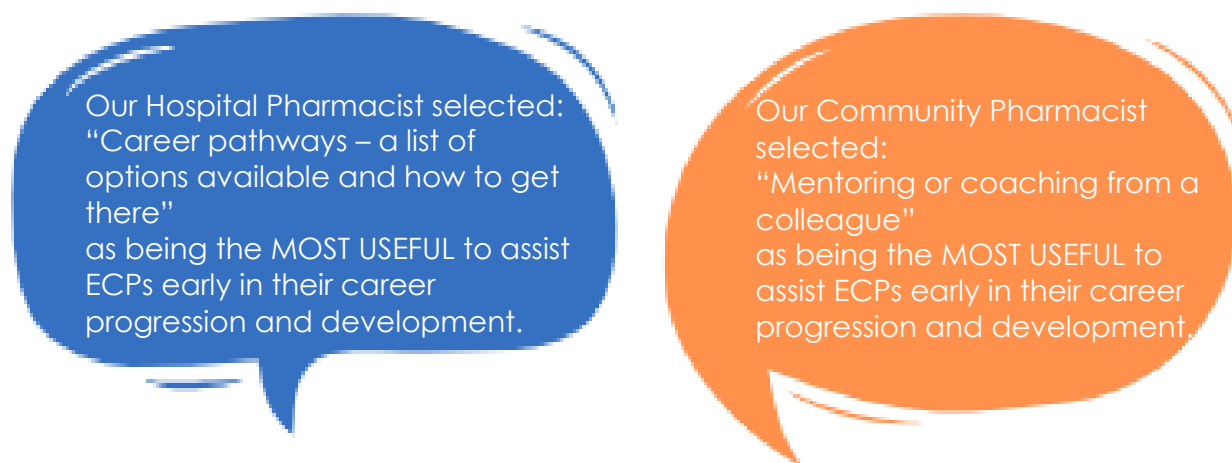 Our Hospital Pharmacist selected:
“Career pathways – a list of
options available and how to get
there”
as being the MOST USEFUL to assist
ECPs early in their career
progression and development.
Our Community Pharmacist
selected:
“Mentoring or coaching from a
colleague”
as being the MOST USEFUL to
assist ECPs early in their career
progression and development.